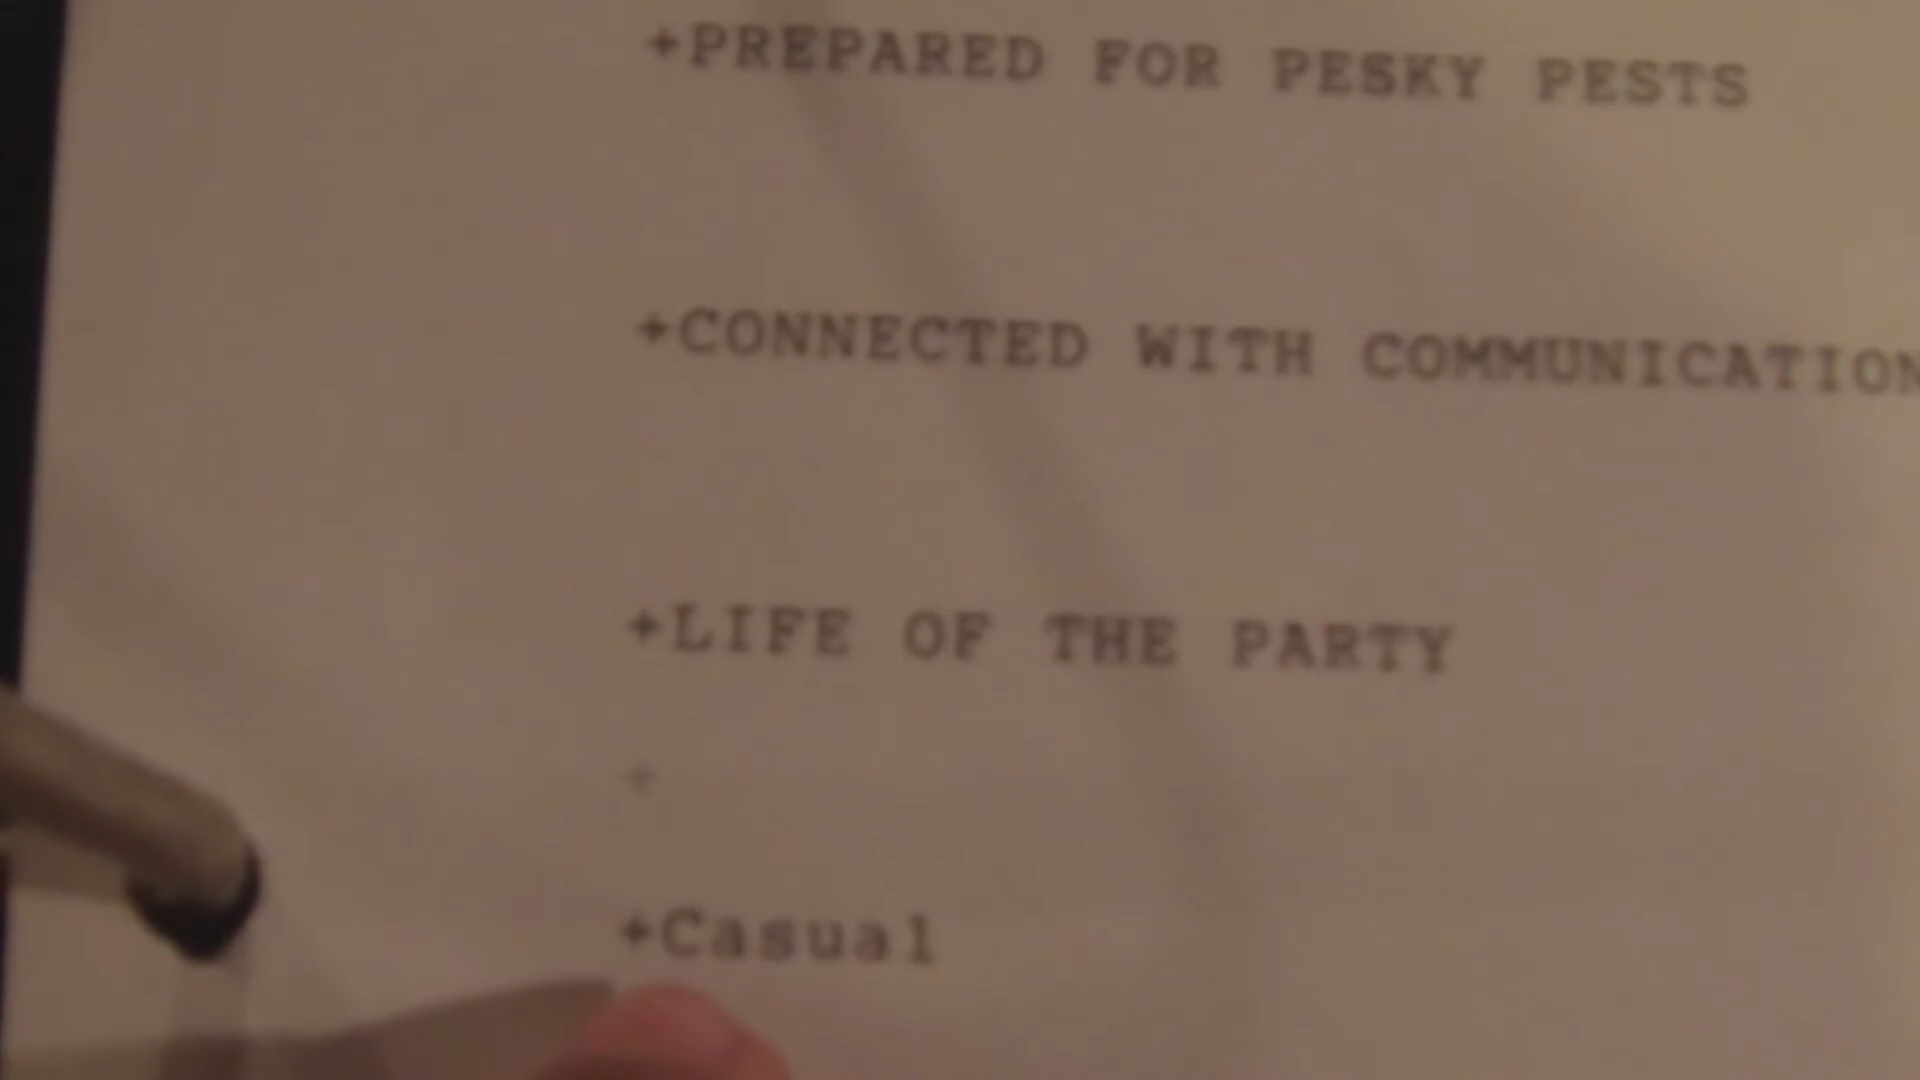 +PREPARED FOR PESKY PESTS
+CONNECTED WITH COMMUNICATION
+LIFE OF THE PARTY
+
+Casual